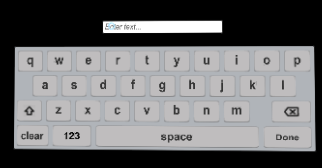 Enter text...
q w e r t y u i o p
a s d f g h j k l
z x c v b n m
clear 123 space Done